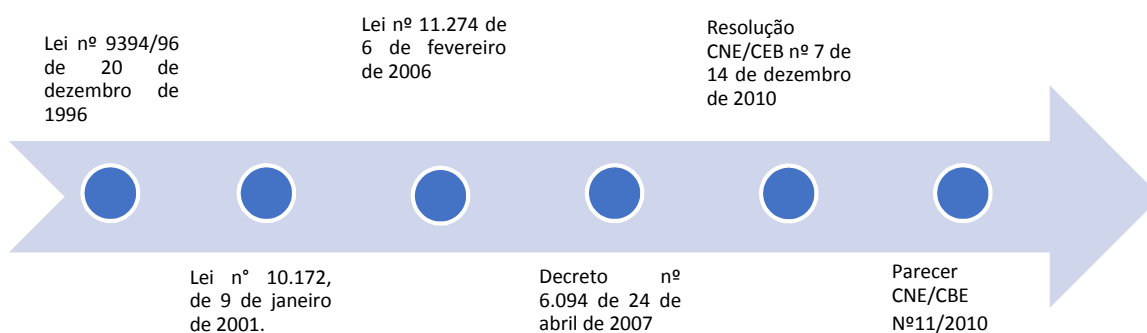 Lei nº 9394/96
de 20 de
dezembro de
1996
Lei n° 10.172,
de 9 de janeiro
de 2001.
Lei nº 11.274 de
6 de fevereiro
de 2006
Decreto nº
6.094 de 24 de
abril de 2007
Resolução
CNE/CEB nº 7 de
14 de dezembro
de 2010
Parecer
CNE/CBE
Nº11/2010